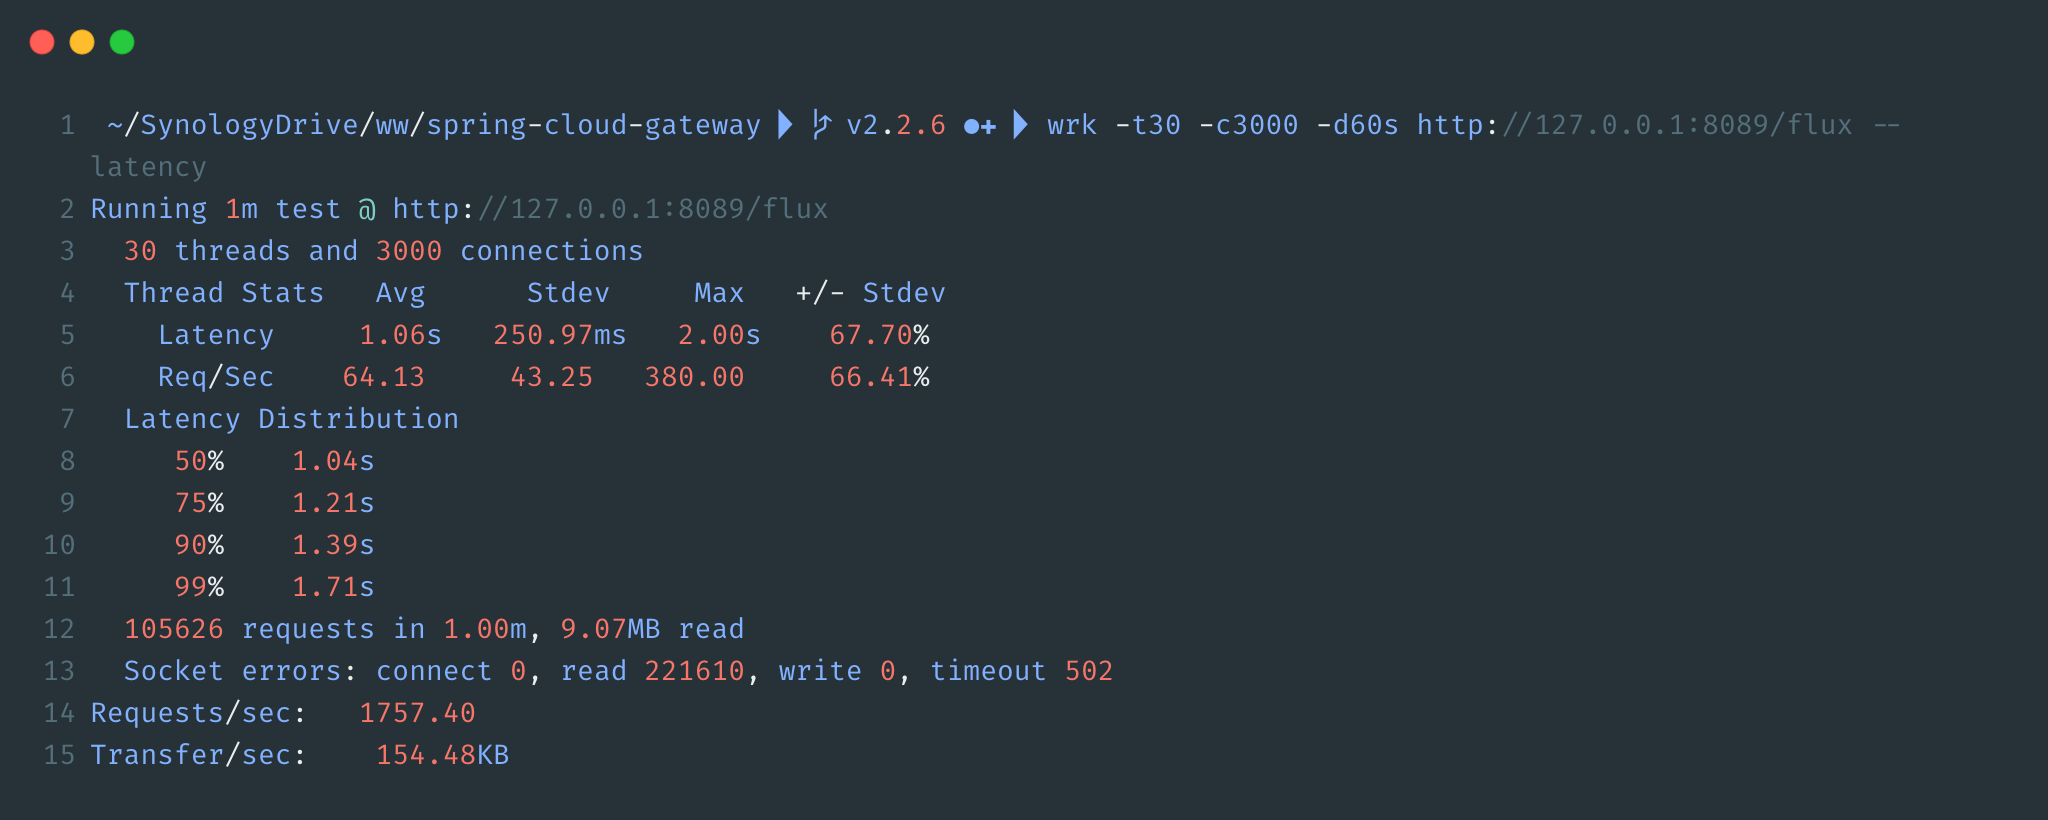 1 ~/SynologyDrive/ww/spring-cloud-gateway v2.2.6 ●✚ wrk -t30 -c3000 -d60s http://127.0.0.1:8089/flux --
latency
2 Running 1m test @ http://127.0.0.1:8089/flux
3 30 threads and 3000 connections
4 Thread Stats Avg Stdev Max +/- Stdev
5 Latency 1.06s 250.97ms 2.00s 67.70%
6 Req/Sec 64.13 43.25 380.00 66.41%
7 Latency Distribution
8 50% 1.04s
9 75% 1.21s
10 90% 1.39s
11 99% 1.71s
12 105626 requests in 1.00m, 9.07MB read
13 Socket errors: connect 0, read 221610, write 0, timeout 502
14 Requests/sec: 1757.40
15 Transfer/sec: 154.48KB